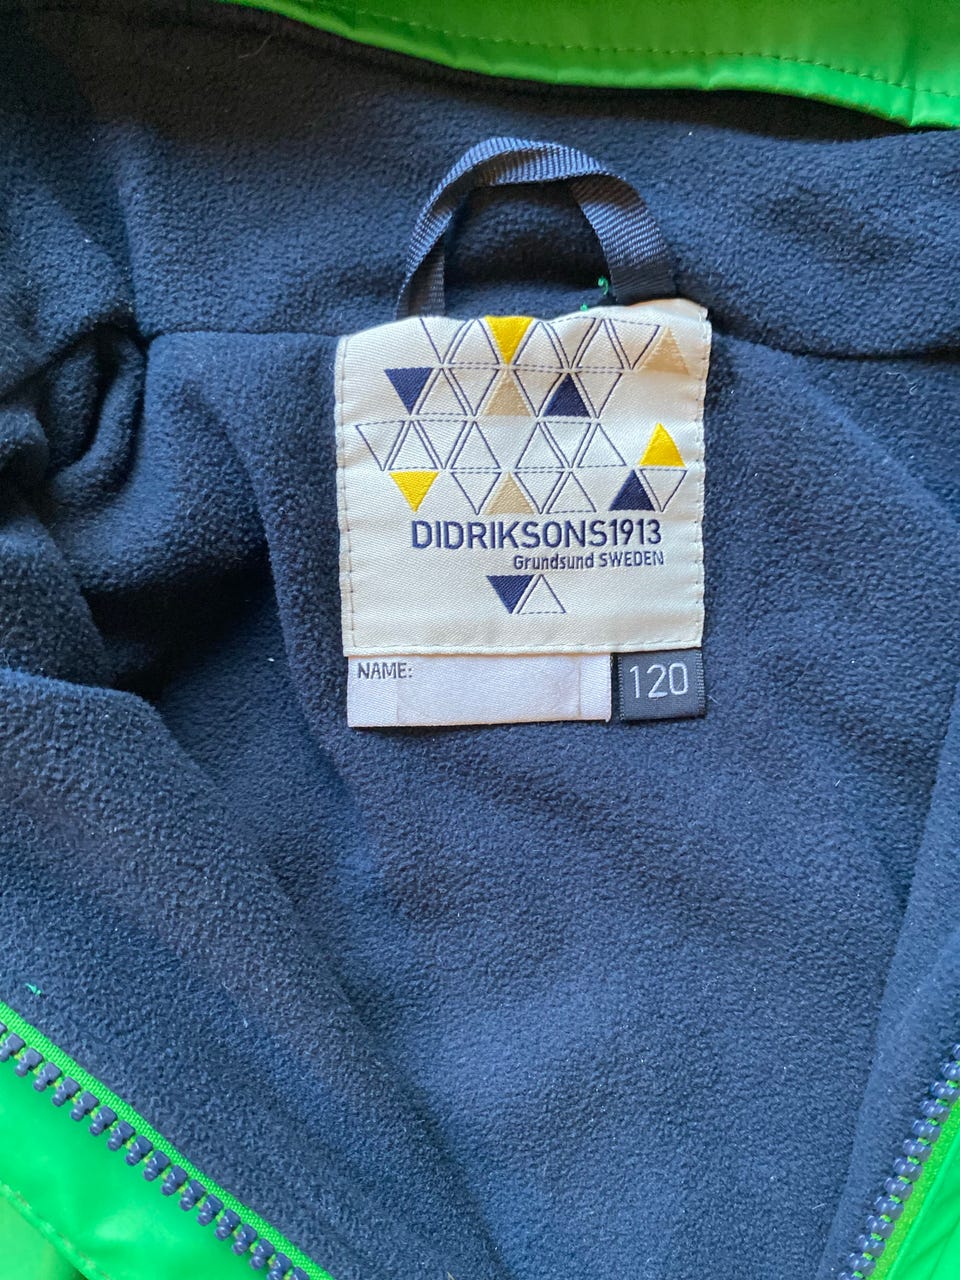 DIDRIKSONS1913
Grundsund SWEDEN
NAME:
120